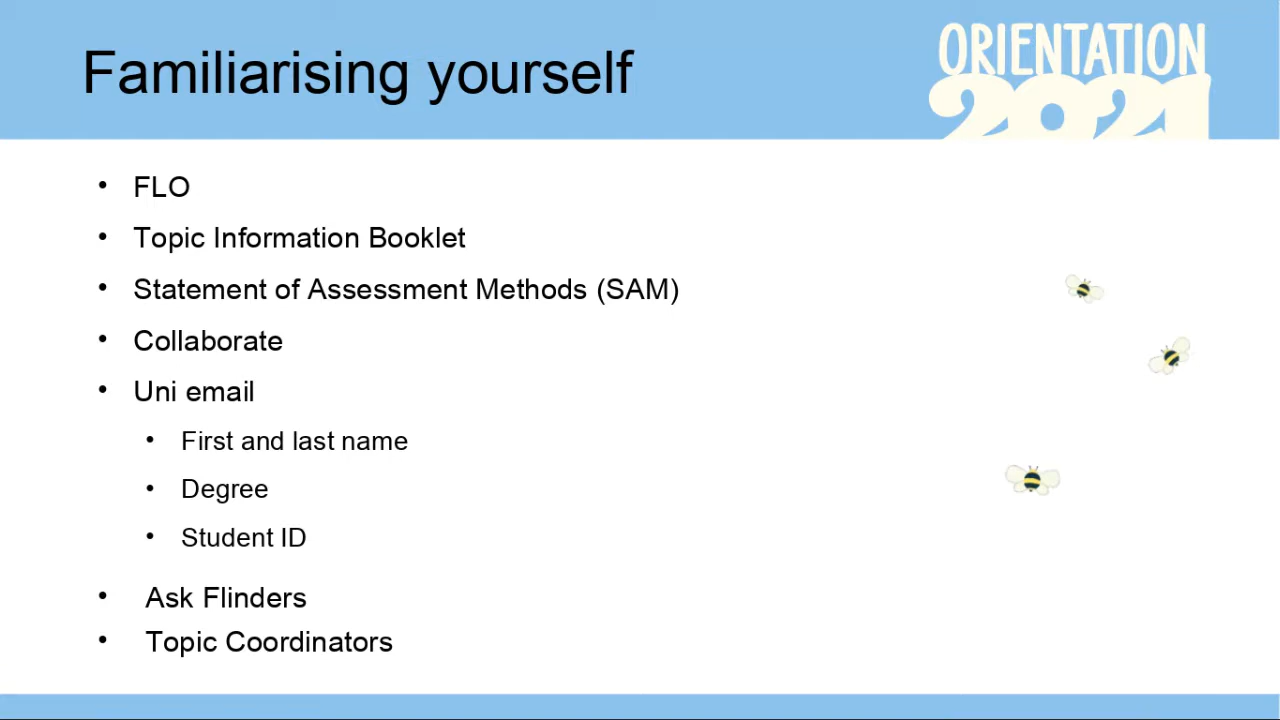 Familiarising yourself
ORIENTATION
2021
• FLO
• Topic Information Booklet
• Statement of Assessment Methods (SAM)
• Collaborate
• Uni email
• First and last name
• Degree
• Student ID
• Ask Flinders
• Topic Coordinators